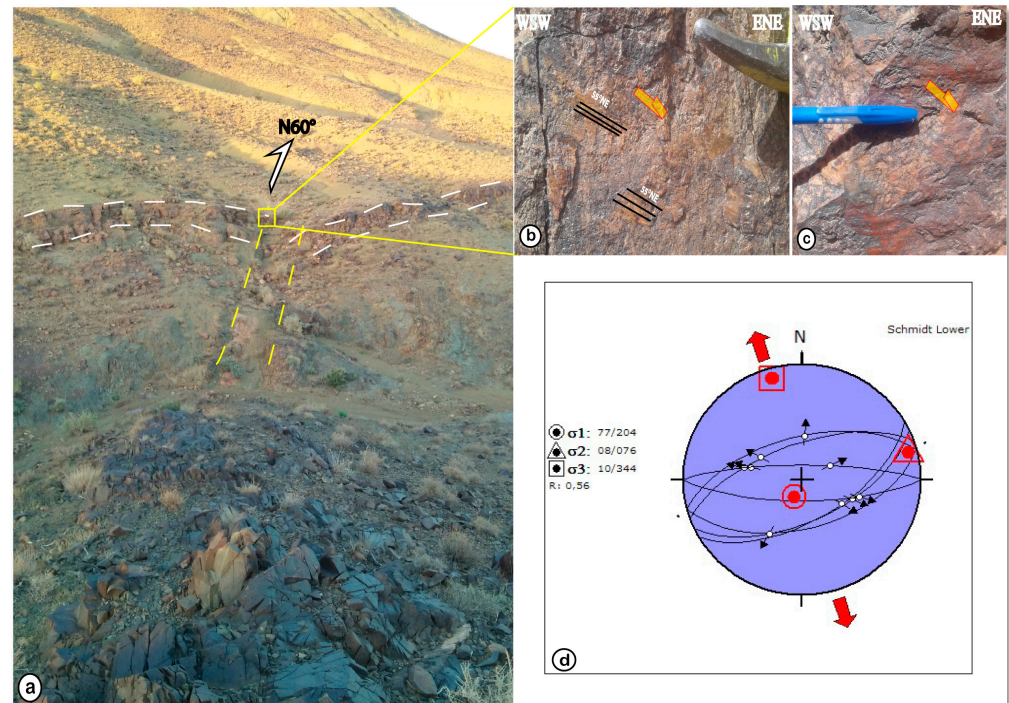 N60°
a
WSW
ENE
55°NE
35°NE
b
WSW
ENE
c
Schmidt Lower
N
σ1: 77/204
σ2: 08/076
σ3: 10/344
R: 0,56
d